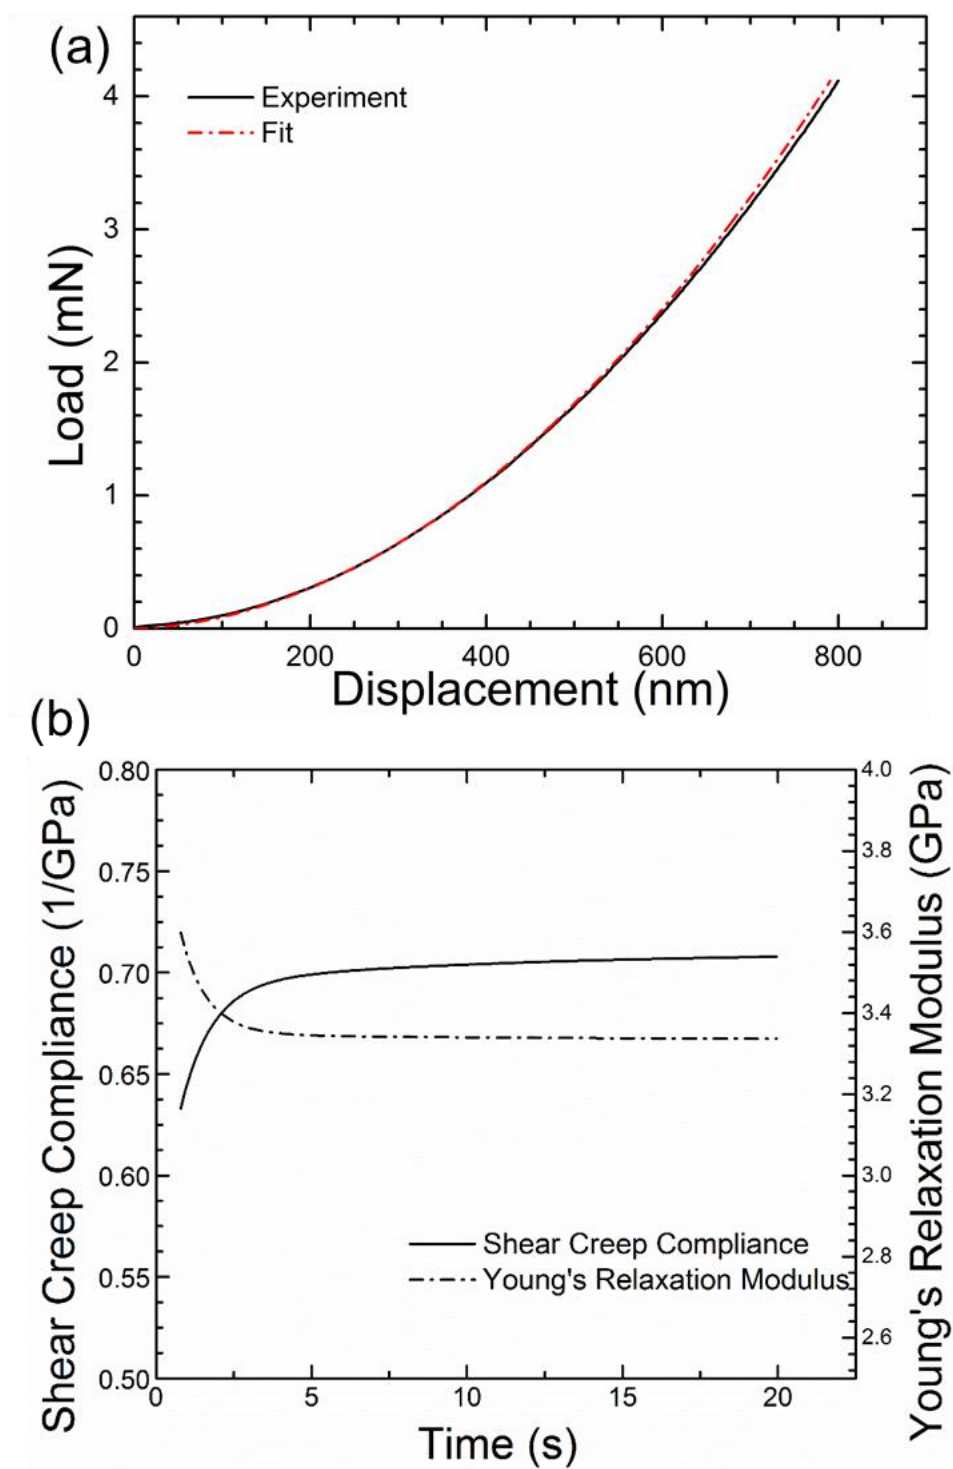 (a)
Experiment
Fit
Load (mN)
4
3
2
1
0
0 200 400 600 800
Displacement (nm)
(b)
Shear Creep Compliance (1/GPa)
0.80
0.75
0.70
0.65
0.60
0.55
0.50
4.0
3.8
3.6
3.4
3.2
3.0
2.8
2.6
Young's Relaxation Modulus (GPa)
Shear Creep Compliance
Young's Relaxation Modulus
0 5 10 15 20
Time (s)